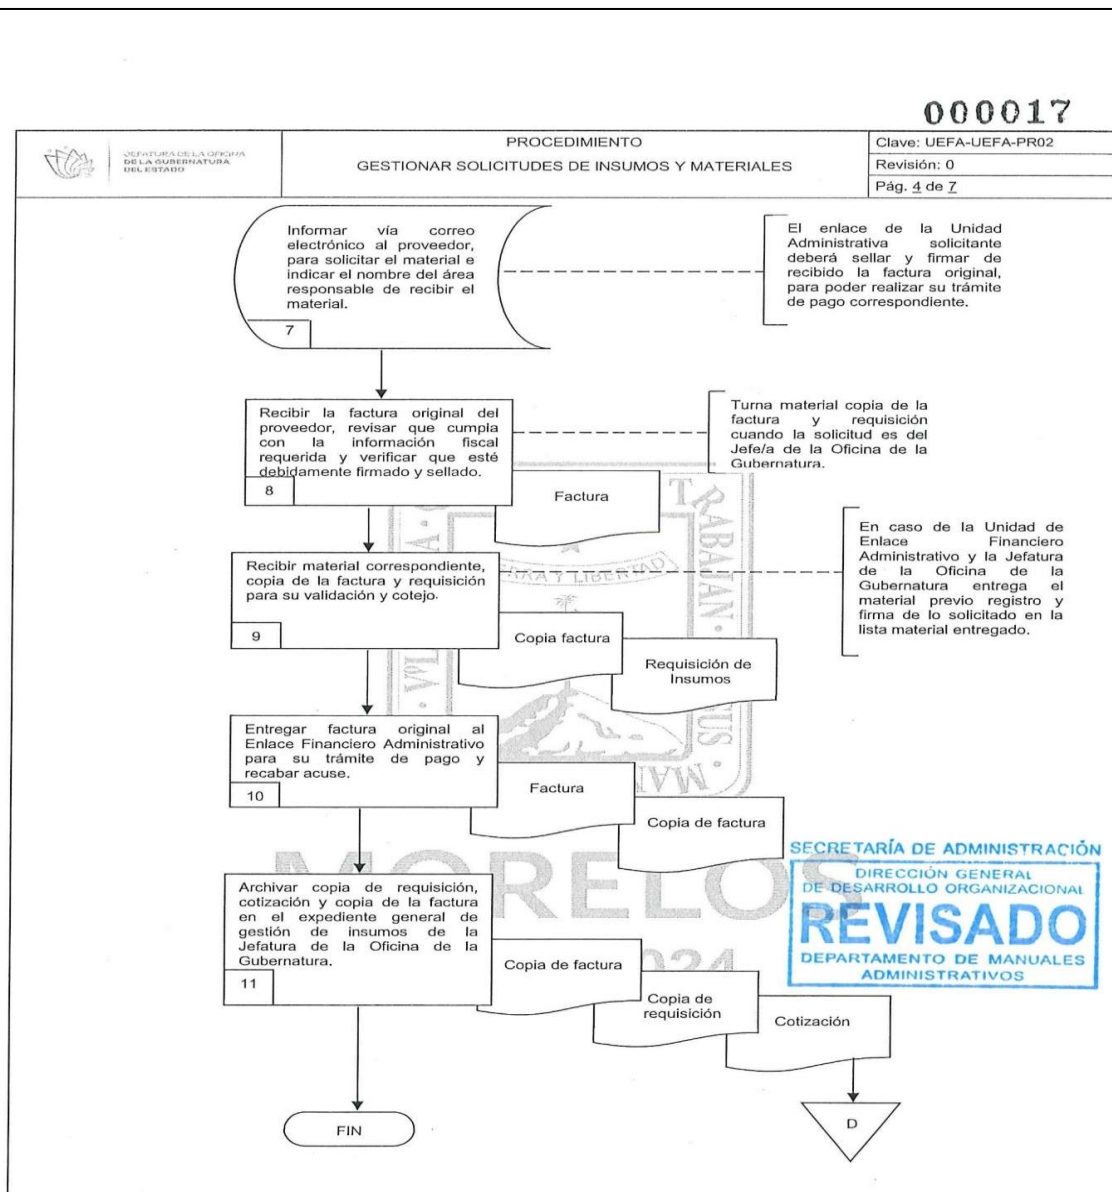 000017
JEFATURA DE LA OFICINA
DE LA GUBERNATURA
DEL ESTADO
PROCEDIMIENTO
GESTIONAR SOLICITUDES DE INSUMOS Y MATERIALES
Clave: UEFA-UEFA-PR02
Revisión: 0
Pág. 4 de 7
Informar vía correo
electrónico al proveedor,
para solicitar el material e
indicar el nombre del área
responsable de recibir el
material.
7
El enlace de la Unidad
Administrativa solicitante
deberá sellar y firmar de
recibido la factura original,
para poder realizar su trámite
de pago correspondiente.
Recibir la factura original del
proveedor, revisar que cumpla
con la información fiscal
requerida y verificar que esté
debidamente firmado y sellado.
8
Factura
Turna material copia de la
factura y requisición
cuando la solicitud es del
Jefe/a de la Oficina de la
Gubernatura.
Recibir material correspondiente,
copia de la factura y requisición
para su validación y cotejo.
9
Copia factura
Requisición de
Insumos
En caso de la Unidad de
Enlace Financiero
Administrativo y la Jefatura
de la Oficina de la
Gubernatura entrega el
material previo registro y
firma de lo solicitado en la
lista material entregado.
Entregar factura original al
Enlace Financiero Administrativo
para su trámite de pago y
recabar acuse.
10
Factura
Copia de factura
Archivar copia de requisición,
cotización y copia de la factura
en el expediente general de
gestión de insumos de la
Jefatura de la Oficina de la
Gubernatura.
11
Copia de factura
Copia de
requisición
Cotización
FIN
D
TRABAJAN
Y LIBERTAD
MORELOS
SECRETARÍA DE ADMINISTRACIÓN
DIRECCIÓN GENERAL
DE DESARROLLO ORGANIZACIONAL
REVISADO
DEPARTAMENTO DE MANUALES
ADMINISTRATIVOS